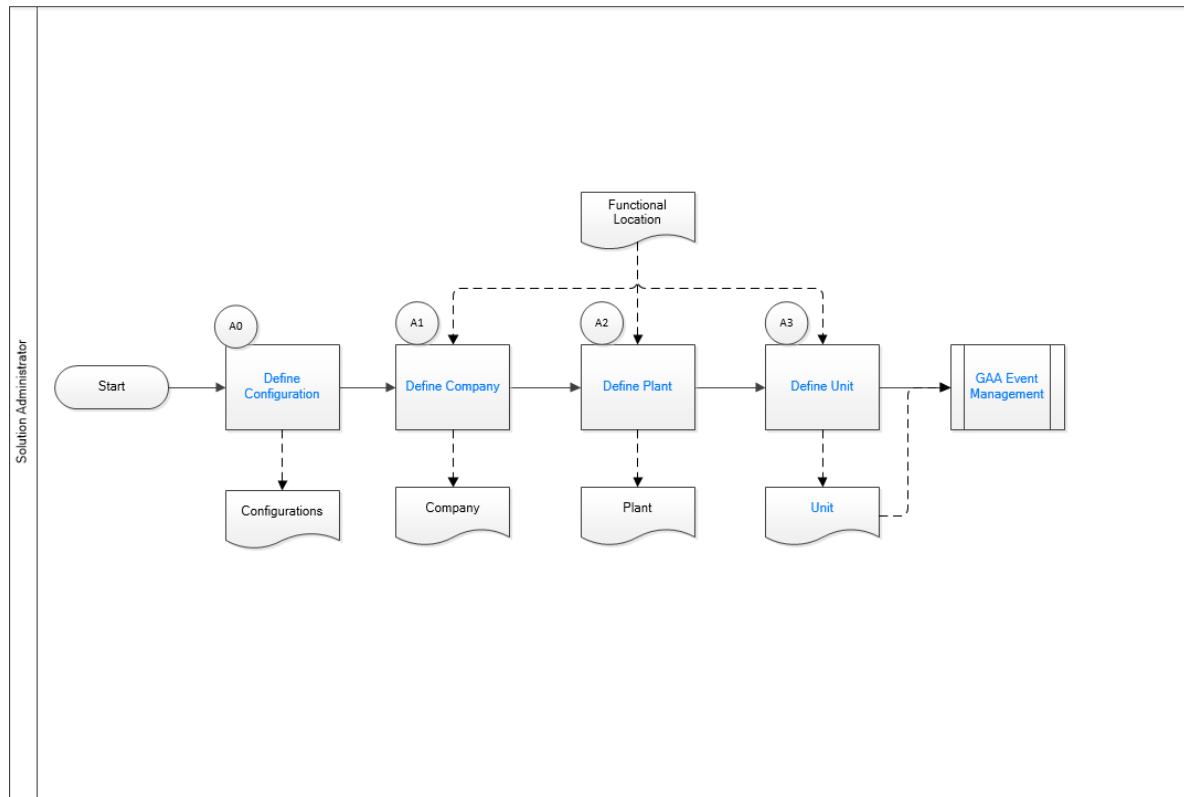 Solution Administrator
Functional
Location
A0
A1
A2
A3
Start
Define
Configuration
Define Company
Define Plant
Define Unit
GAA Event
Management
Configurations
Company
Plant
Unit